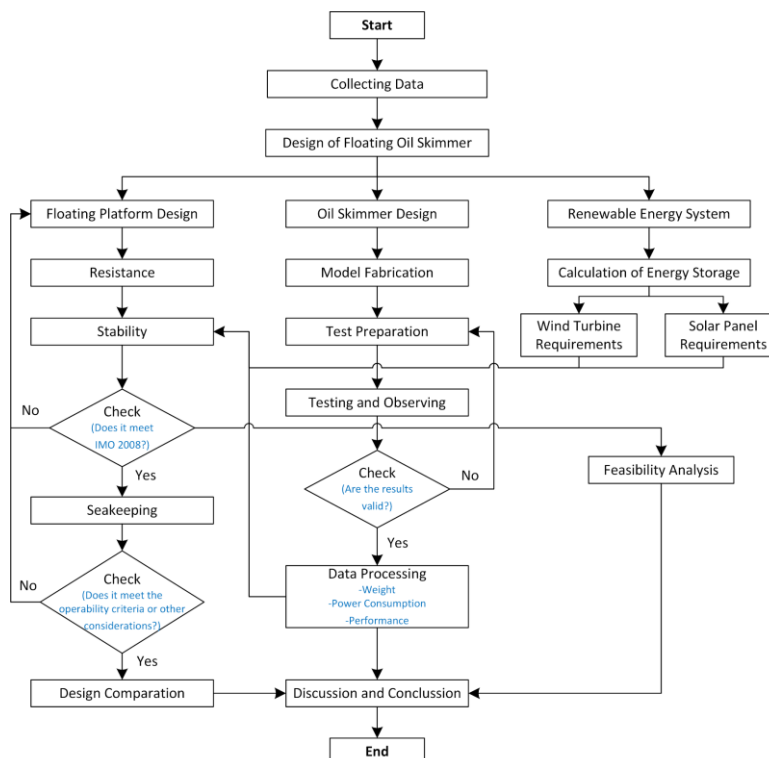 Start
Collecting Data
Design of Floating Oil Skimmer
Floating Platform Design
Oil Skimmer Design
Renewable Energy System
Resistance
Model Fabrication
Calculation of Energy Storage
Stability
Test Preparation
Wind Turbine
Requirements
Solar Panel
Requirements
Testing and Observing
No
Check
(Does it meet
IMO 2008?)
Yes
Feasibility Analysis
Check
(Are the results
valid?)
No
Yes
Seakeeping
No
Check
(Does it meet the
operability criteria or other
considerations?)
Yes
Data Processing
-Weight
-Power Consumption
-Performance
Design Comparation
Discussion and Conclussion
End